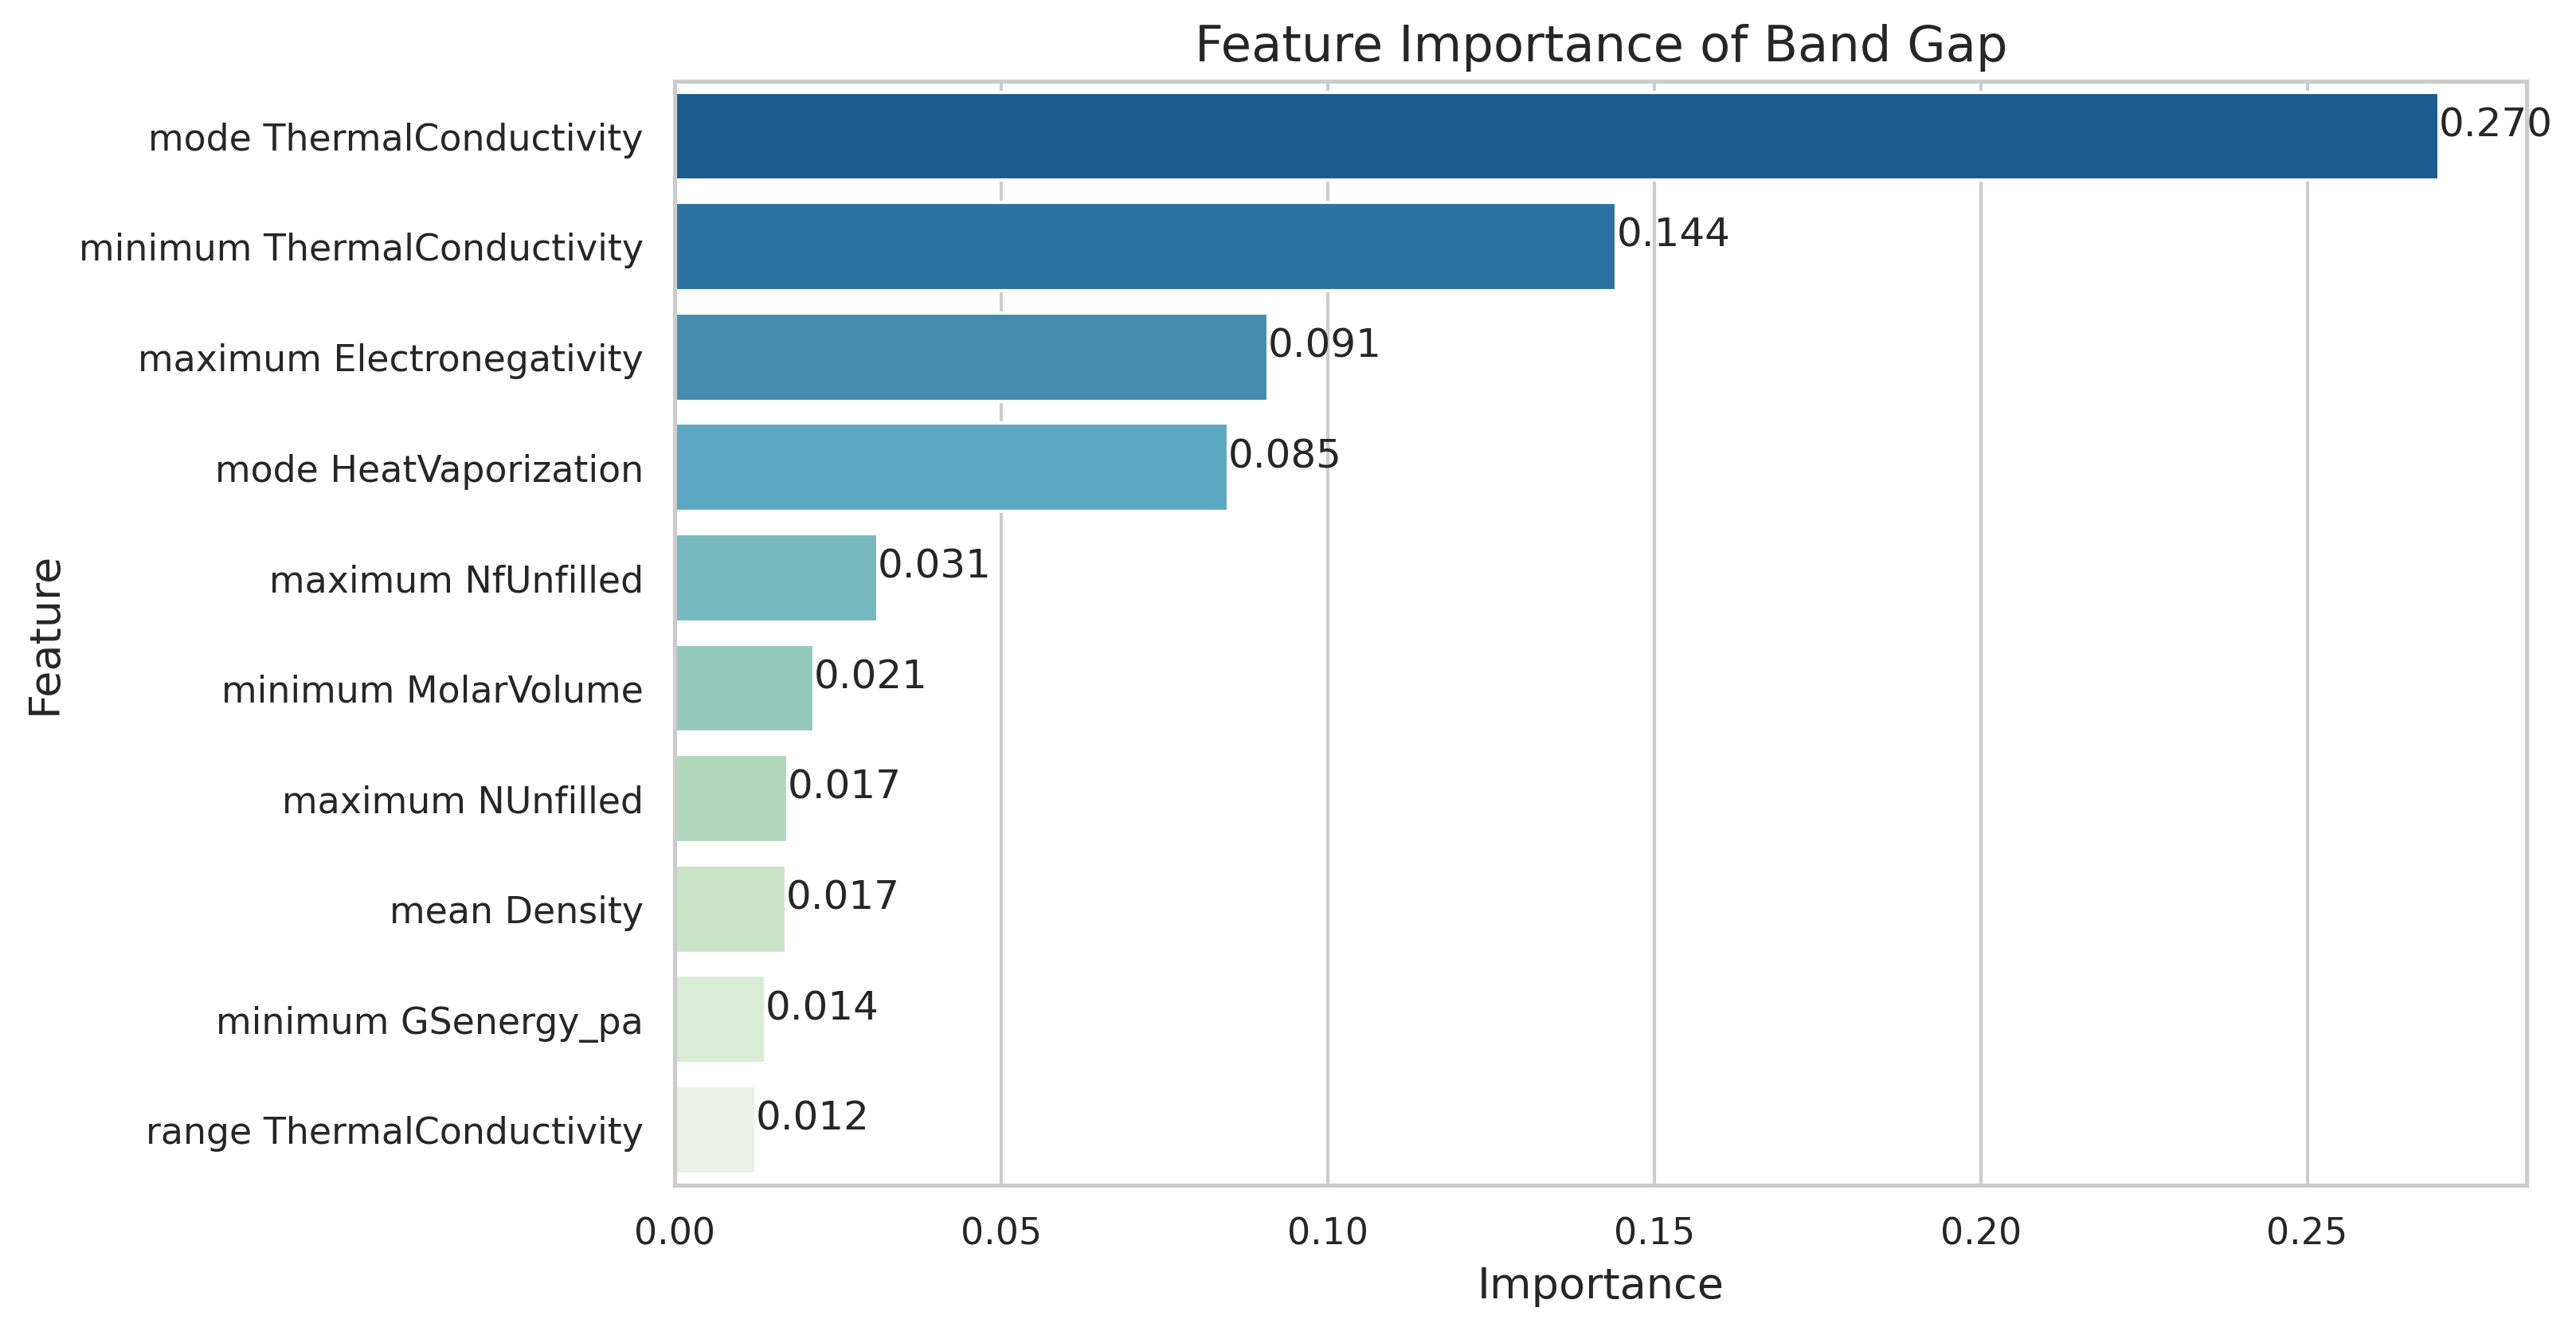 Feature Importance of Band Gap
mode ThermalConductivity 0.270
minimum ThermalConductivity 0.144
maximum Electronegativity 0.091
mode HeatVaporization 0.085
maximum NfUnfilled 0.031
minimum MolarVolume 0.021
maximum NUnfilled 0.017
mean Density 0.017
minimum GSenergy_pa 0.014
range ThermalConductivity 0.012
Feature
0.00 0.05 0.10 0.15 0.20 0.25
Importance